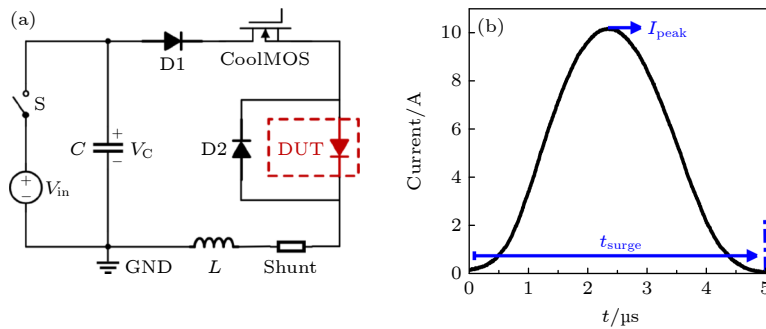 (a)
D1
CoolMOS
S
C
+
−
V_C
D2
DUT
+
−
V_in
GND
L
Shunt
(b)
I_peak
Current/A
10
8
6
4
2
0
t_surge
0
1
2
3
4
5
t/μs